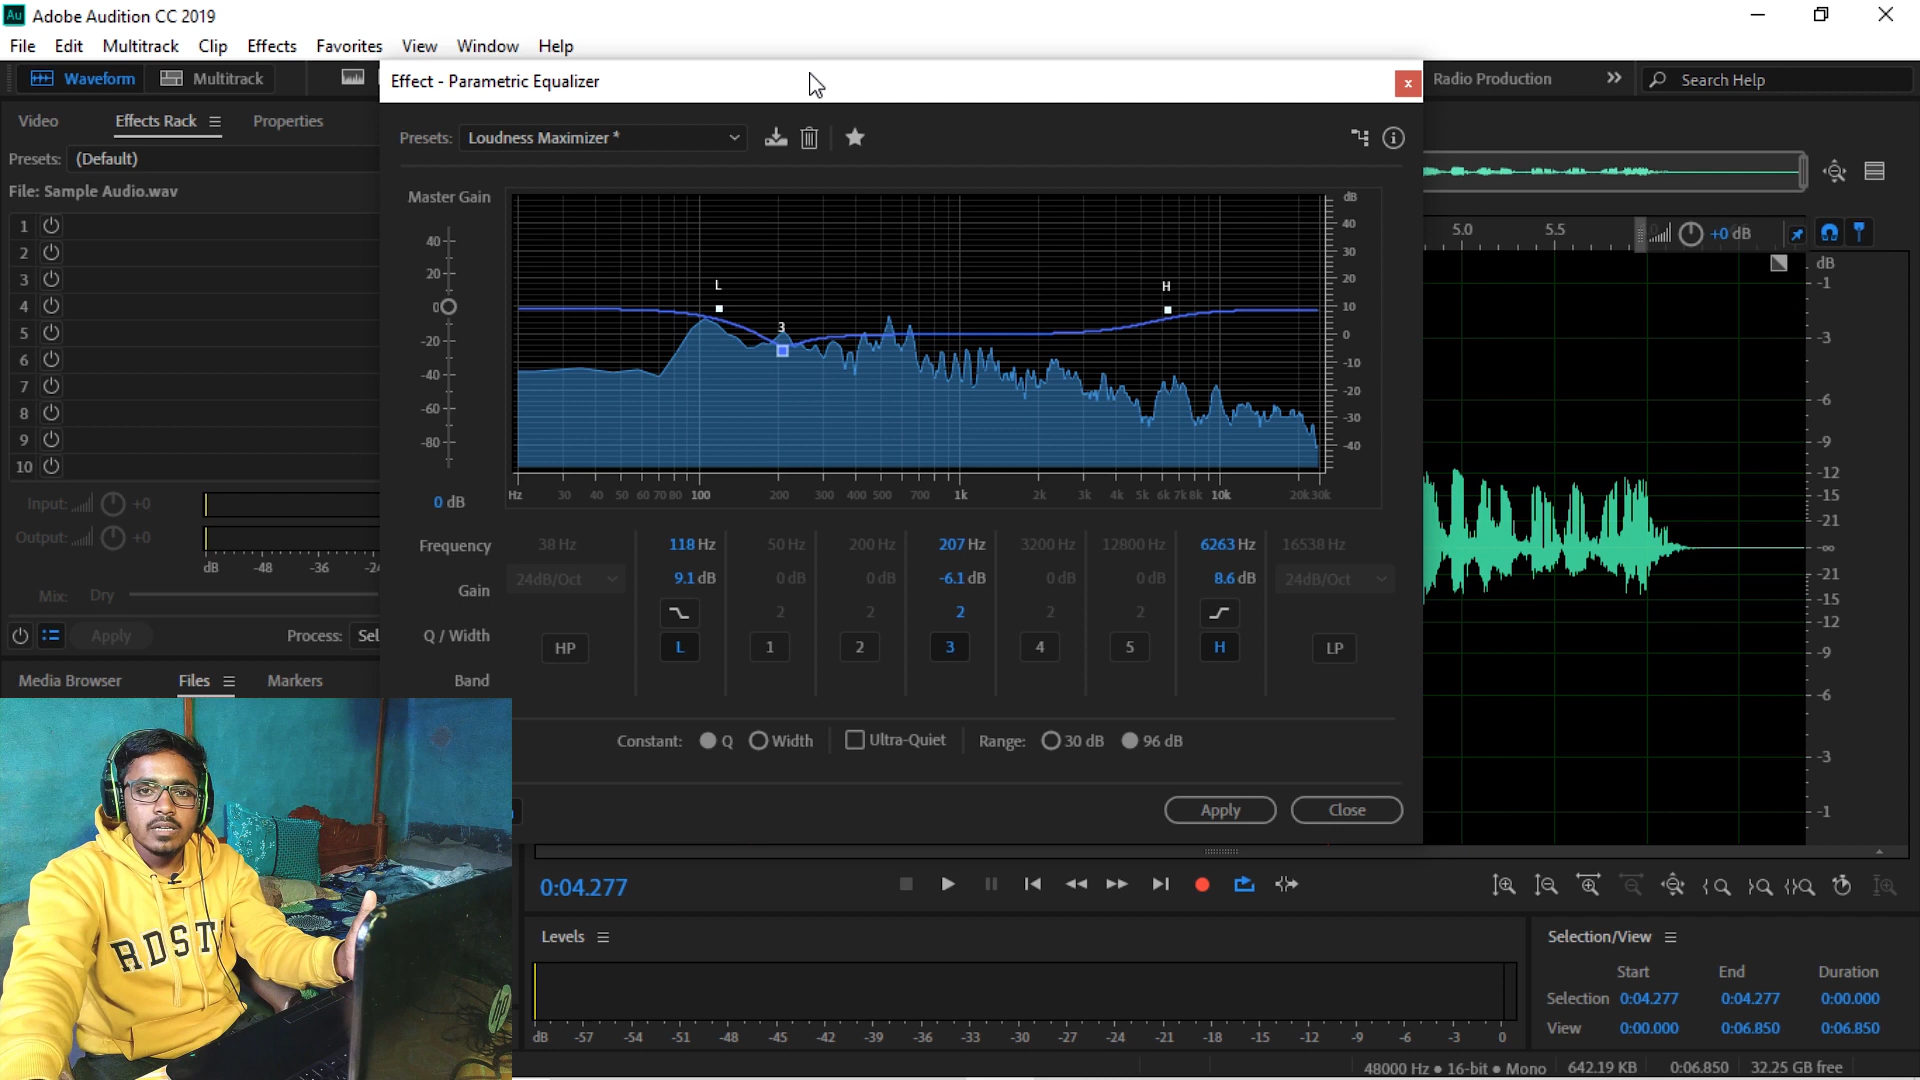 Au Adobe Audition CC 2019
File Edit Multitrack Clip Effects Favorites View Window Help
Waveform Multitrack
Radio Production
Search Help
Effect - Parametric Equalizer
x
Video Effects Rack Properties
Presets: (Default)
File: Sample Audio.wav
1
2
3
4
5
6
7
8
9
10
Input: +0
Output: +0
dB -48 -36 -24
Mix: Dry
Apply
Process: Sel
Media Browser Files Markers
Presets: Loudness Maximizer *
Master Gain
40
20
0
-20
-40
-60
-80
0 dB
L
3
H
dB
40
30
20
10
0
-10
-20
-30
-40
Hz 30 40 50 60 70 80 100 200 300 400 500 700 1k 2k 3k 4k 5k 6k 7k 8k 10k 20k 30k
Frequency 38 Hz 118 Hz 50 Hz 200 Hz 207 Hz 3200 Hz 12800 Hz 6263 Hz 16538 Hz
Gain 24dB/Oct 9.1 dB 0 dB 0 dB -6.1 dB 0 dB 0 dB 8.6 dB 24dB/Oct
Q / Width 2 2 2 2 2
Band HP L 1 2 3 4 5 H LP
Constant: Q Width Ultra-Quiet Range: 30 dB 96 dB
Apply Close
5.0 5.5
+0 dB
dB
-1
-3
-6
-9
-12
-15
-21
-∞
-21
-15
-12
-9
-6
-3
-1
0:04.277
Levels
dB -57 -54 -51 -48 -45 -42 -39 -36 -33 -30 -27 -24 -21 -18 -15 -12 -9 -6 -3 0
Selection/View
Start End Duration
Selection 0:04.277 0:04.277 0:00.000
View 0:00.000 0:06.850 0:06.850
48000 Hz • 16-bit • Mono 642.19 KB 0:06.850 32.25 GB free
RDST
hp